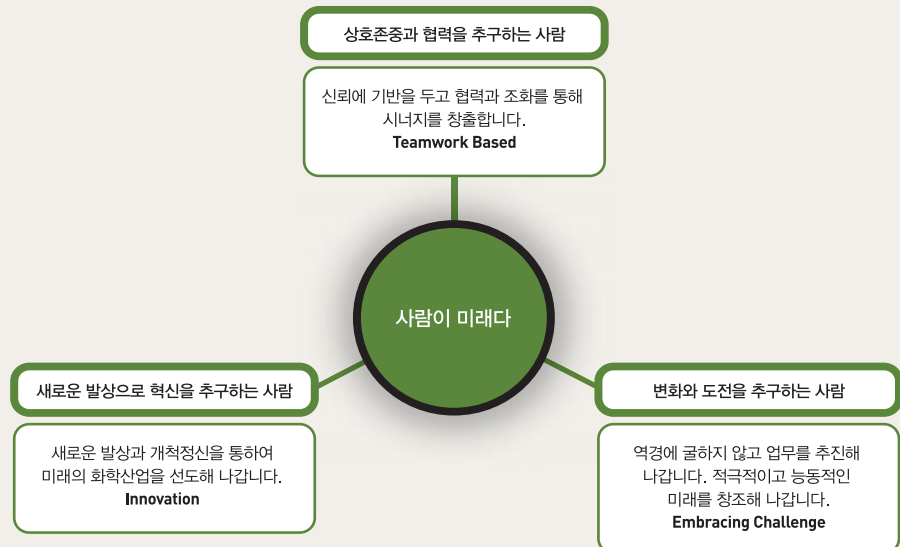 상호존중과 협력을 추구하는 사람
신뢰에 기반을 두고 협력과 조화를 통해
시너지를 창출합니다.
Teamwork Based
사람이 미래다
새로운 발상으로 혁신을 추구하는 사람
새로운 발상과 개척정신을 통하여
미래의 화학산업을 선도해 나갑니다.
Innovation
변화와 도전을 추구하는 사람
역경에 굴하지 않고 업무를 추진해
나갑니다. 적극적이고 능동적인
미래를 창조해 나갑니다.
Embracing Challenge